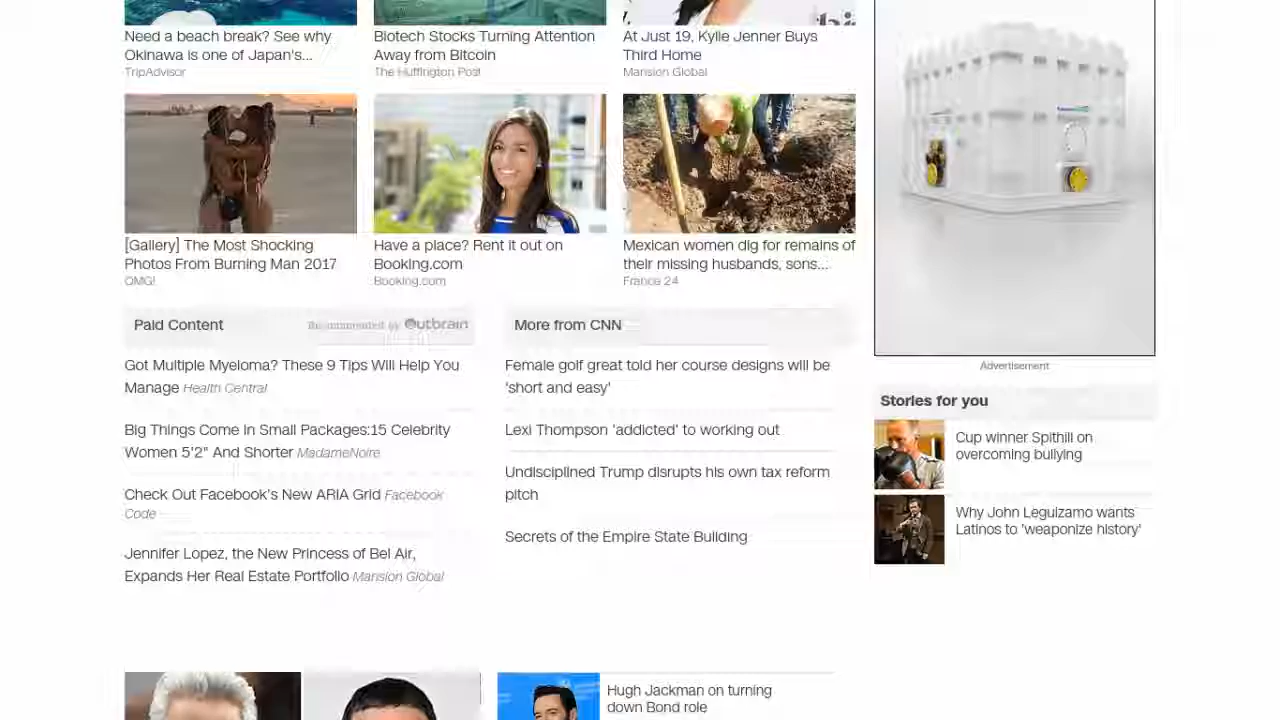 Need a beach break? See why
Okinawa is one of Japan's...
TripAdvisor
Biotech Stocks Turning Attention
Away from Bitcoin
The Huffington Post
At Just 19, Kylie Jenner Buys
Third Home
Mansion Global
[Gallery] The Most Shocking
Photos From Burning Man 2017
OMG!
Have a place? Rent it out on
Booking.com
Booking.com
Mexican women dig for remains of
their missing husbands, sons...
France 24
Paid Content
Recommended by Outbrain
Got Multiple Myeloma? These 9 Tips Will Help You
Manage Health Central
Big Things Come In Small Packages:15 Celebrity
Women 5'2" And Shorter MadameNoire
Check Out Facebook's New ARIA Grid Facebook
Code
Jennifer Lopez, the New Princess of Bel Air,
Expands Her Real Estate Portfolio Mansion Global
More from CNN
Female golf great told her course designs will be
'short and easy'
Lexi Thompson 'addicted' to working out
Undisciplined Trump disrupts his own tax reform
pitch
Secrets of the Empire State Building
Advertisement
Stories for you
Cup winner Spithill on
overcoming bullying
Why John Leguizamo wants
Latinos to 'weaponize history'
Hugh Jackman on turning
down Bond role